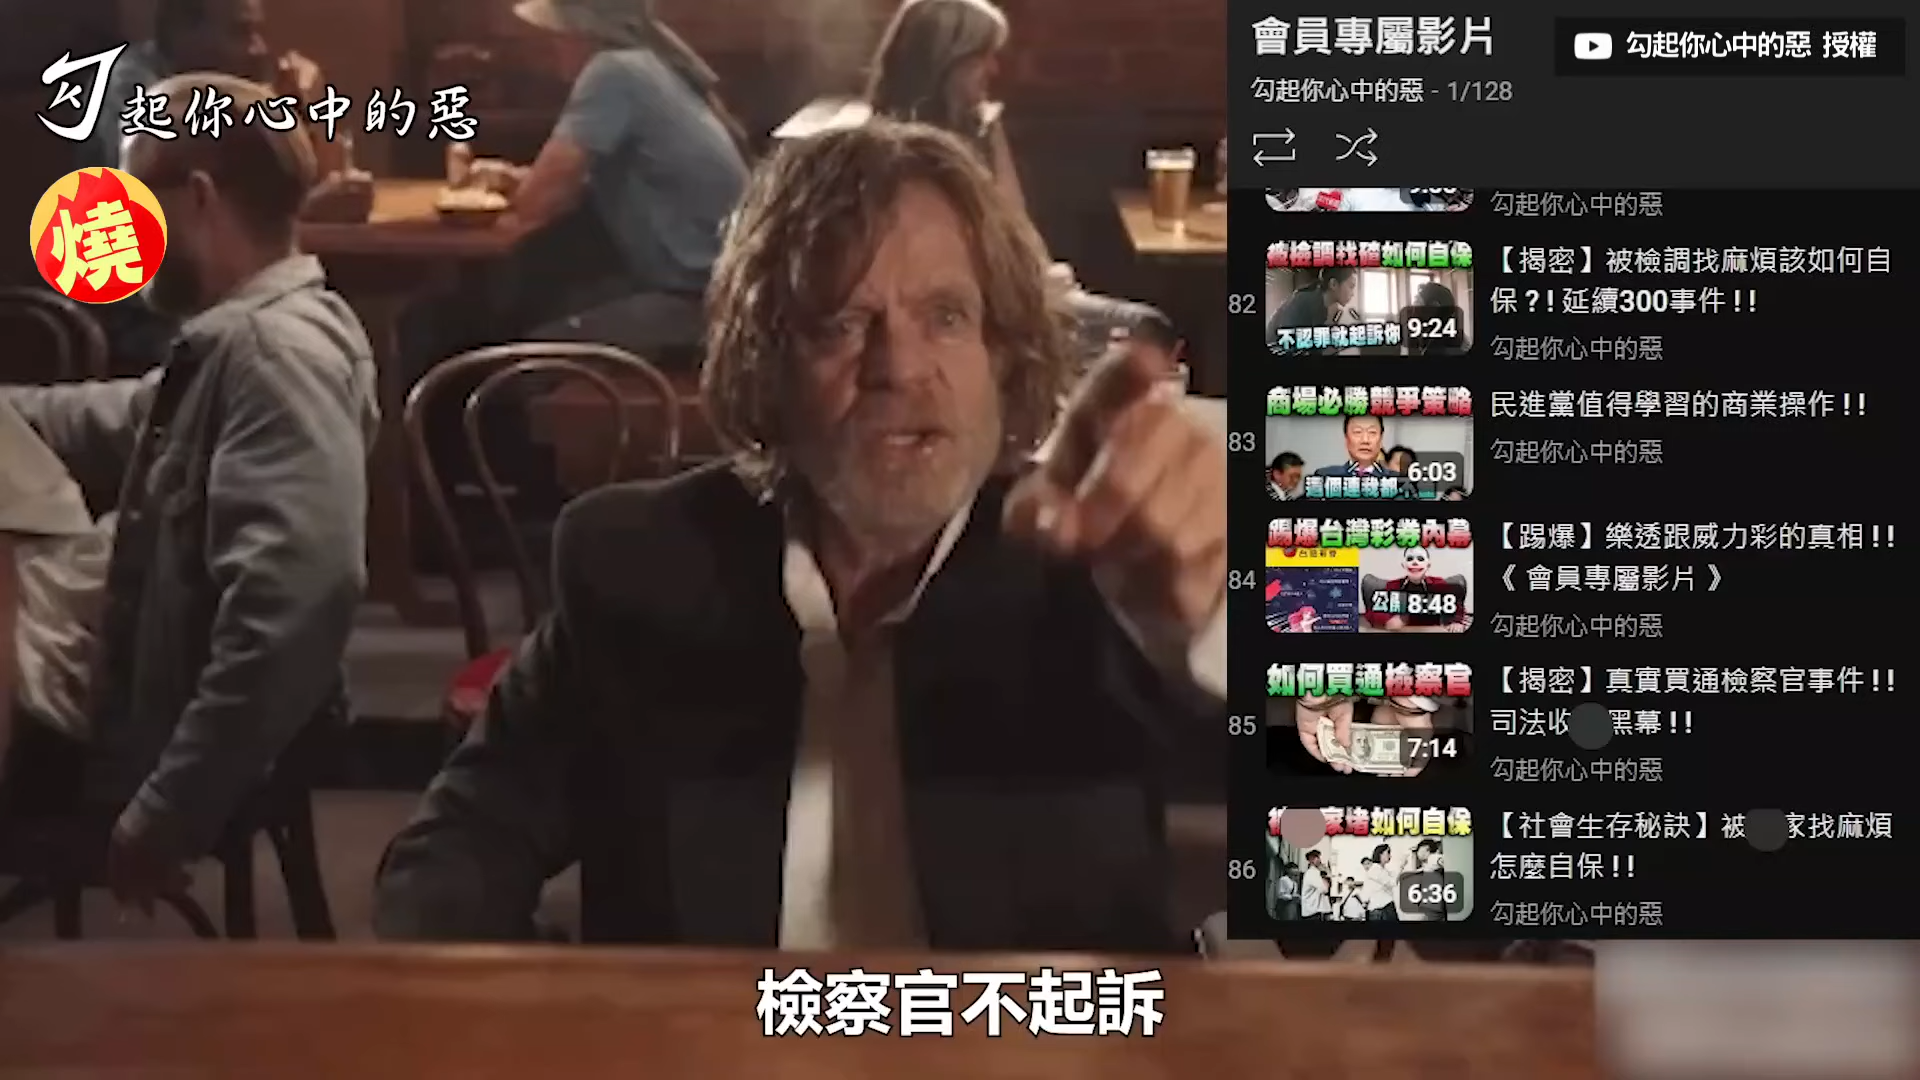 勾起你心中的惡
燒
會員專屬影片
勾起你心中的惡 授權
勾起你心中的惡 - 1/128
勾起你心中的惡
82
被檢調找碴如何自保
不認罪就起訴你
9:24
【揭密】被檢調找麻煩該如何自
保？! 延續300事件 ! !
勾起你心中的惡
83
商場必勝競爭策略
這個連我都不
6:03
民進黨值得學習的商業操作 ! !
勾起你心中的惡
84
踢爆台灣彩券內幕
8:48
【踢爆】樂透跟威力彩的真相 ! !
《 會員專屬影片 》
勾起你心中的惡
85
如何買通檢察官
7:14
【揭密】真實買通檢察官事件 ! !
司法收 黑幕 ! !
勾起你心中的惡
86
家堵如何自保
6:36
【社會生存秘訣】被 家找麻煩
怎麼自保 ! !
勾起你心中的惡
檢察官不起訴